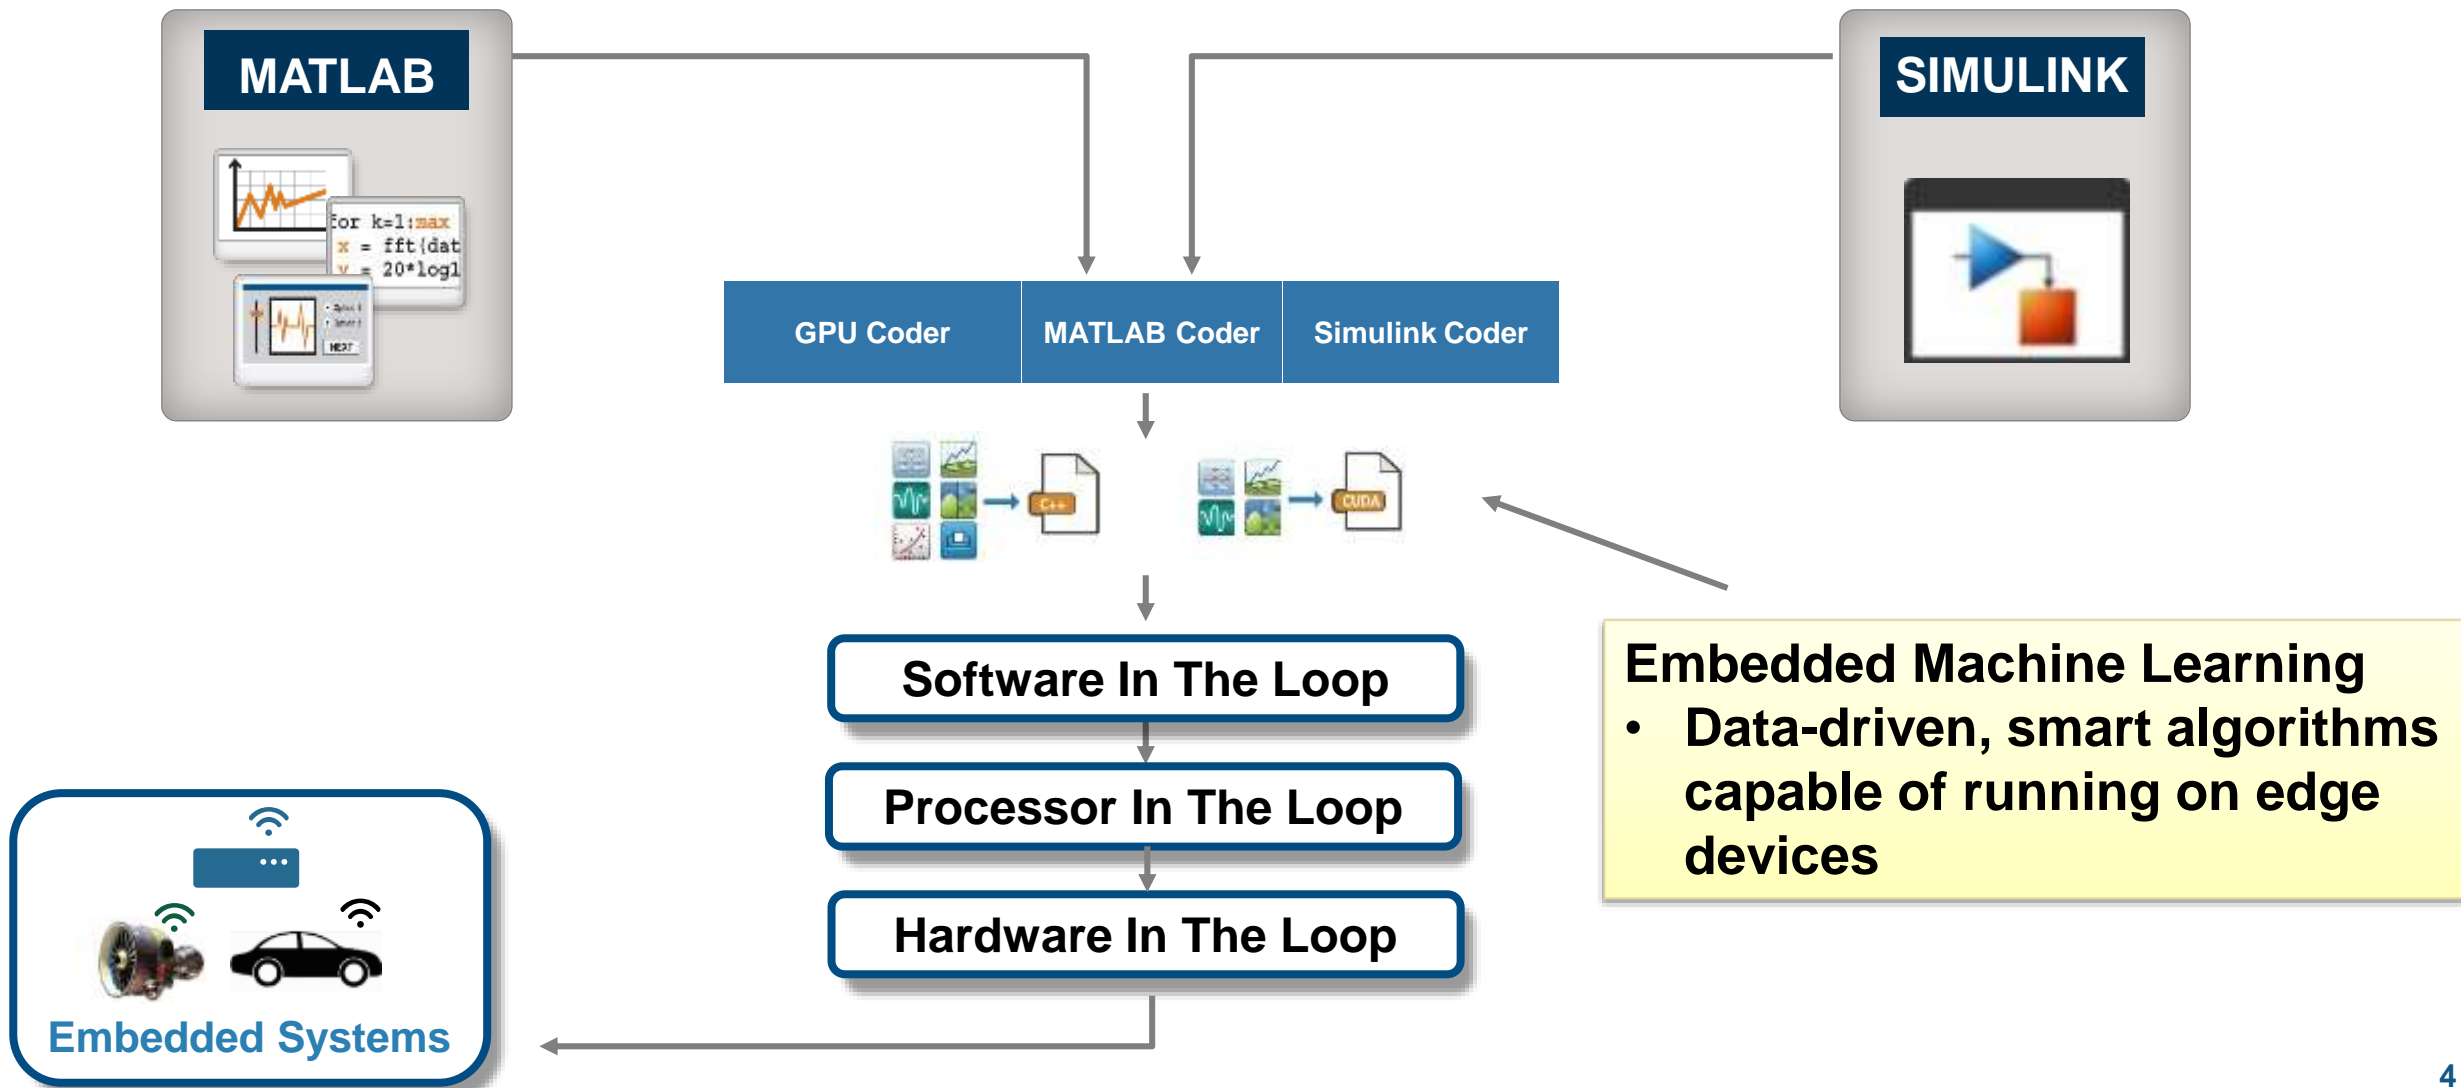 MATLAB
SIMULINK
for k=1:max
x = fft(dat
= 20*log1
NEXT
GPU Coder
MATLAB Coder
Simulink Coder
C++
CUDA
Software In The Loop
Processor In The Loop
Hardware In The Loop
Embedded Machine Learning
• Data-driven, smart algorithms
capable of running on edge
devices
Embedded Systems
4